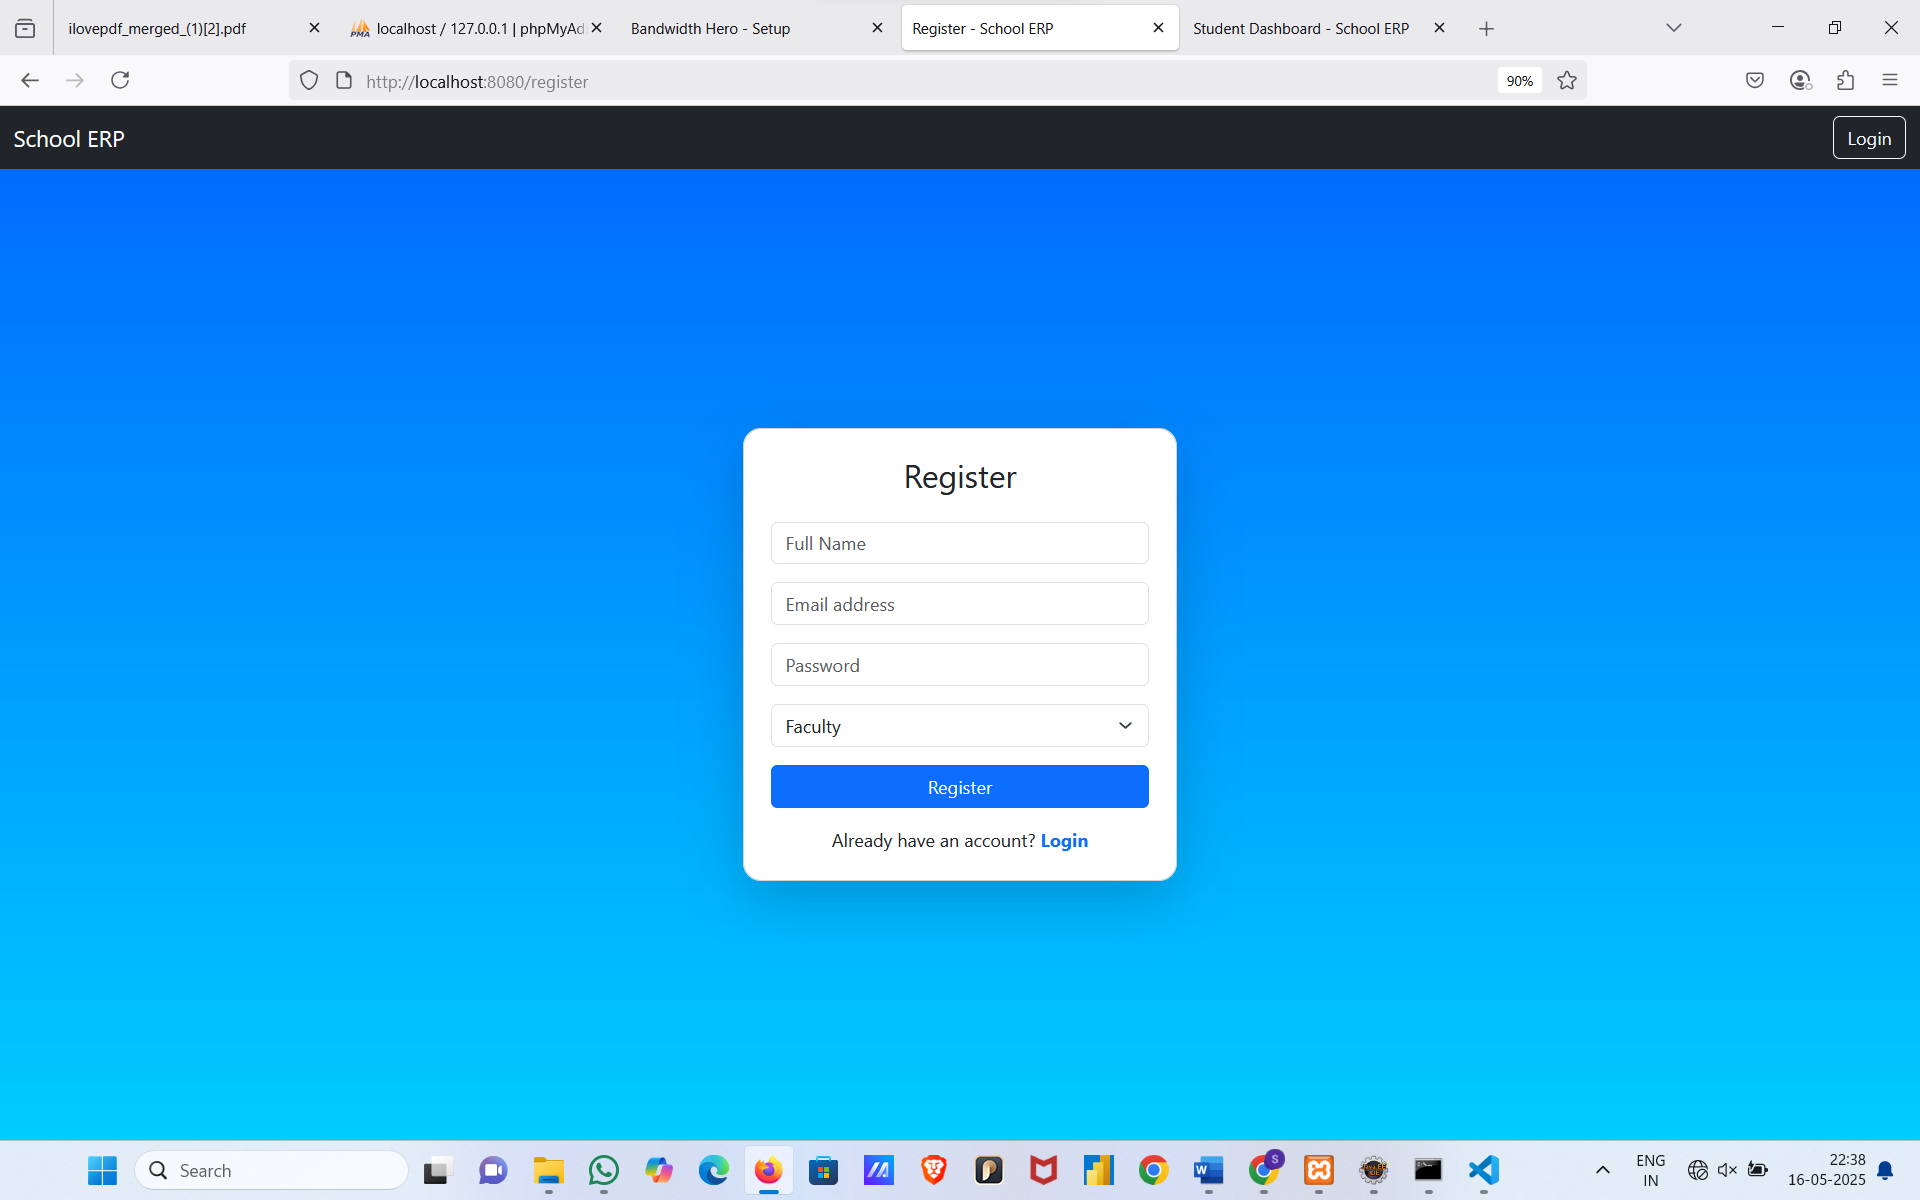 ilovepdf_merged_(1)[2].pdf
localhost / 127.0.0.1 | phpMyAd
Bandwidth Hero - Setup
Register - School ERP
Student Dashboard - School ERP
http://localhost:8080/register
90%
School ERP
Login
Register
Full Name
Email address
Password
Faculty
Register
Already have an account? Login
Search
S
ENG
IN
22:38
16-05-2025